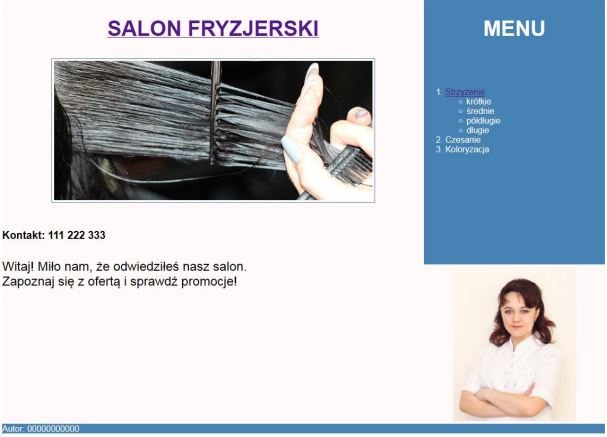 SALON FRYZJERSKI
Kontakt: 111 222 333
Witaj! Miło nam, że odwiedziłeś nasz salon.
Zapoznaj się z ofertą i sprawdź promocje!
MENU
1. Strzyżenie
krótkie
średnie
półdługie
długie
2. Czesanie
3. Koloryzacja
Autor: 00000000000